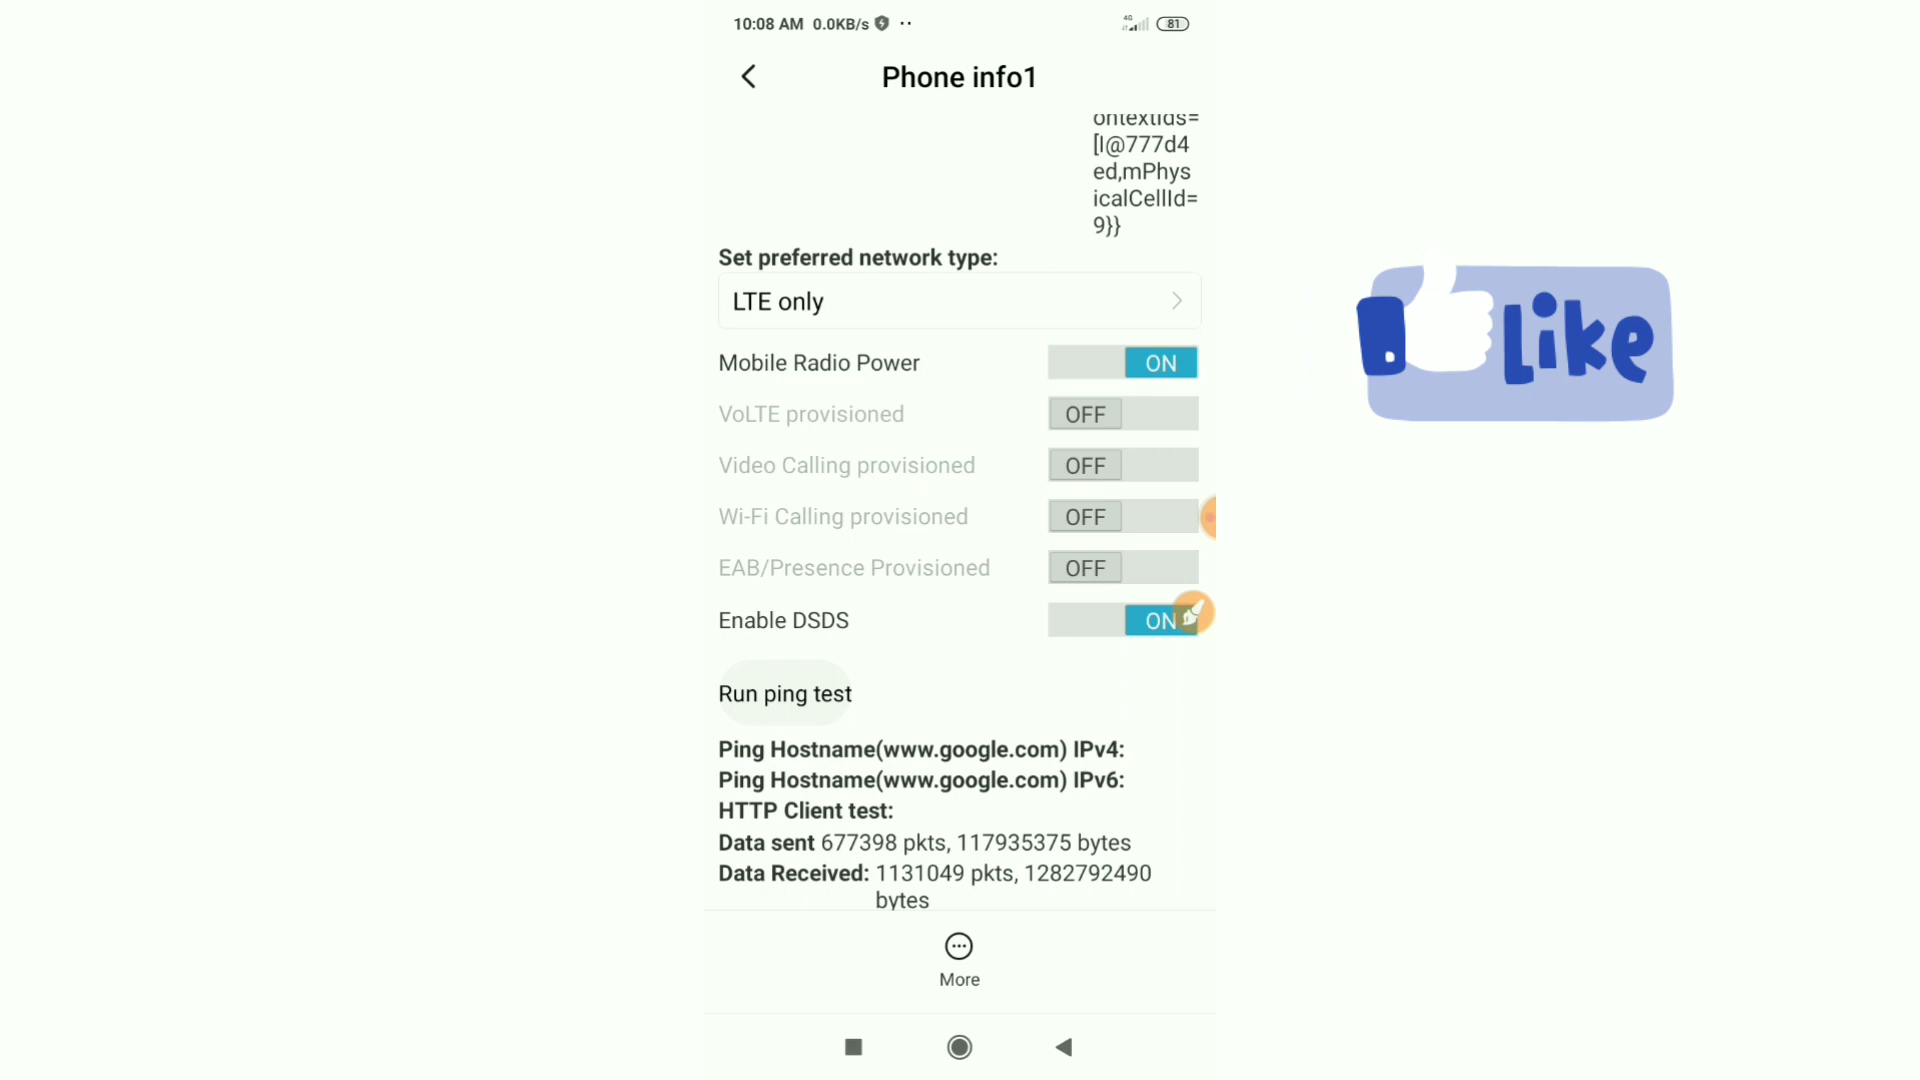 10:08 AM 0.0KB/s
4G
81
Phone info1
ontextIds=
[I@777d4
ed,mPhys
icalCellId=
9}}
Set preferred network type:
LTE only
Mobile Radio Power ON
VoLTE provisioned OFF
Video Calling provisioned OFF
Wi-Fi Calling provisioned OFF
EAB/Presence Provisioned OFF
Enable DSDS ON
Run ping test
Ping Hostname(www.google.com) IPv4:
Ping Hostname(www.google.com) IPv6:
HTTP Client test:
Data sent 677398 pkts, 117935375 bytes
Data Received: 1131049 pkts, 1282792490
bytes
More
Like